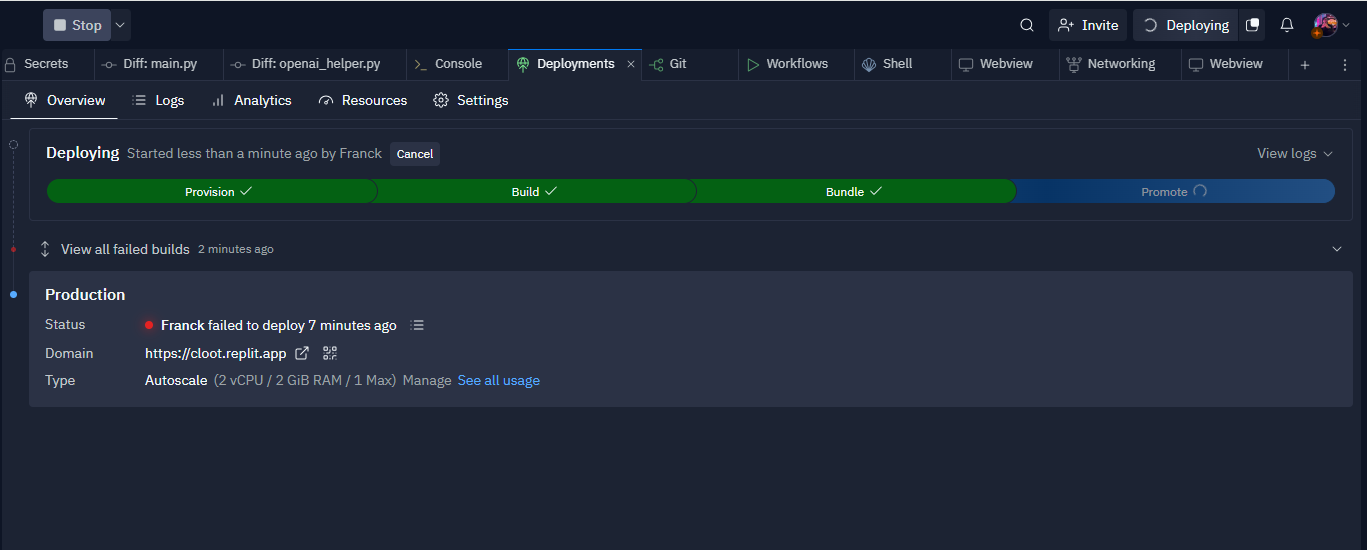 Stop
Invite
Deploying
Secrets
Diff: main.py
Diff: openai_helper.py
Console
Deployments
Git
Workflows
Shell
Webview
Networking
Webview
Overview
Logs
Analytics
Resources
Settings
Deploying Started less than a minute ago by Franck Cancel
View logs
Provision
Build
Bundle
Promote
View all failed builds 2 minutes ago
Production
Status Franck failed to deploy 7 minutes ago
Domain https://cloot.replit.app
Type Autoscale (2 vCPU / 2 GiB RAM / 1 Max) Manage See all usage